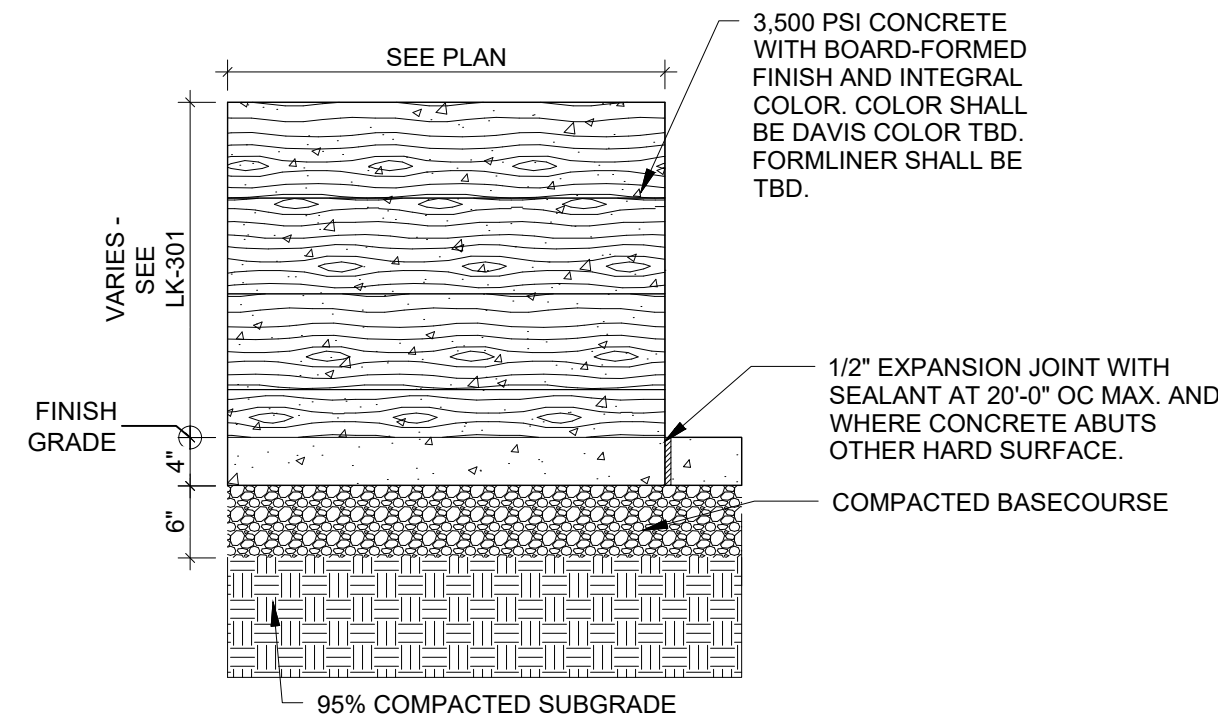 SEE PLAN
3,500 PSI CONCRETE
WITH BOARD-FORMED
FINISH AND INTEGRAL
COLOR. COLOR SHALL
BE DAVIS COLOR TBD.
FORMLINER SHALL BE
TBD.
VARIES -
SEE
LK-301
1/2" EXPANSION JOINT WITH
SEALANT AT 20'-0" OC MAX. AND
WHERE CONCRETE ABUTS
OTHER HARD SURFACE.
FINISH
GRADE
4"
6"
COMPACTED BASECOURSE
95% COMPACTED SUBGRADE